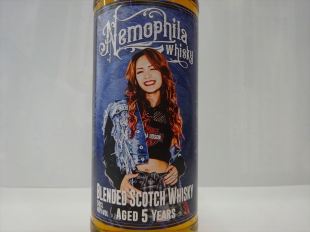 Nemophila
Whisky
BLENDED SCOTCH WHISKY
AGED 5 YEARS